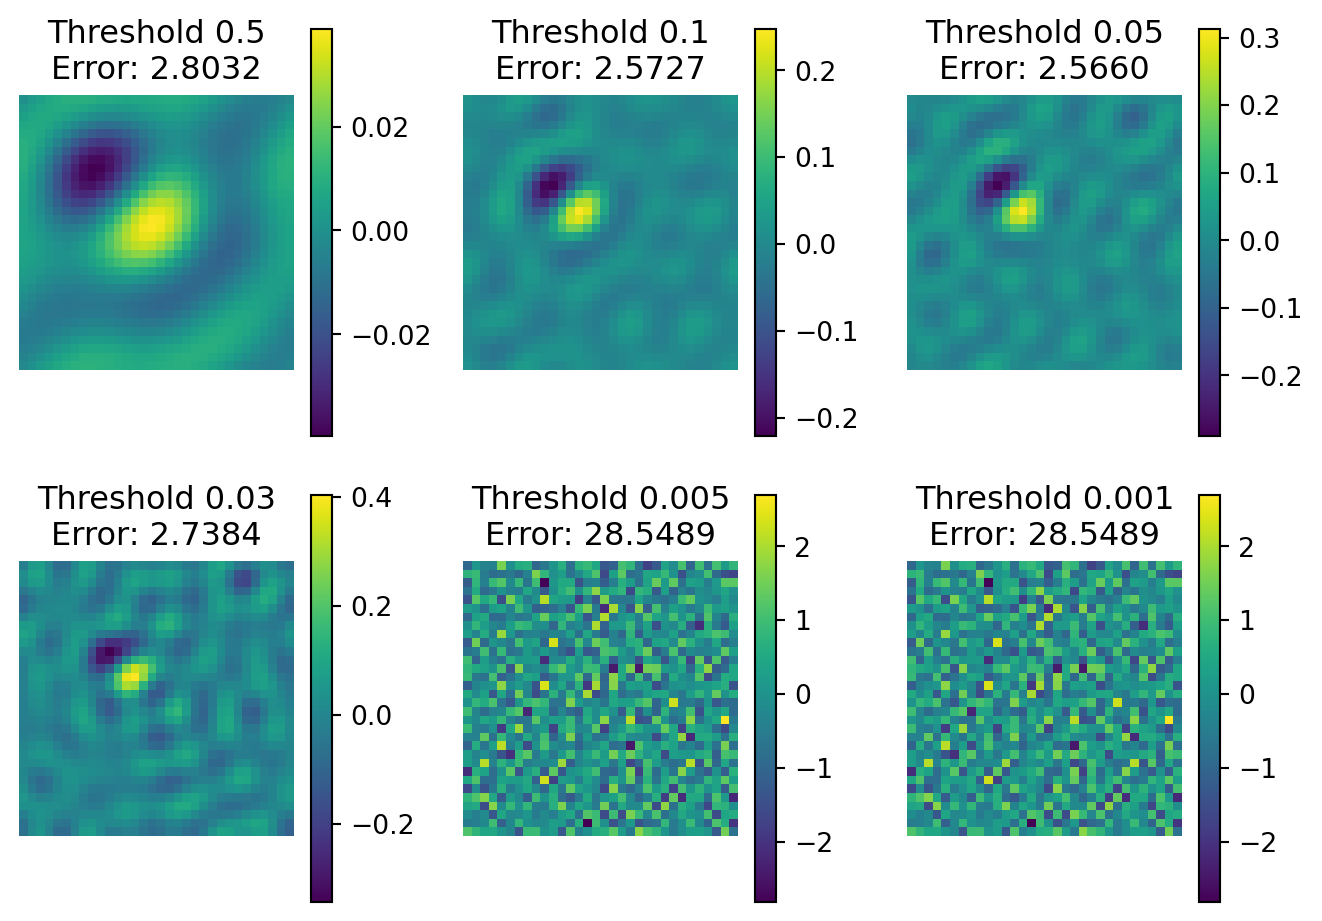 Threshold 0.5
Error: 2.8032
0.02
0.00
−0.02
Threshold 0.1
Error: 2.5727
0.2
0.1
0.0
−0.1
−0.2
Threshold 0.05
Error: 2.5660
0.3
0.2
0.1
0.0
−0.1
−0.2
Threshold 0.03
Error: 2.7384
0.4
0.2
0.0
−0.2
Threshold 0.005
Error: 28.5489
2
1
0
−1
−2
Threshold 0.001
Error: 28.5489
2
1
0
−1
−2